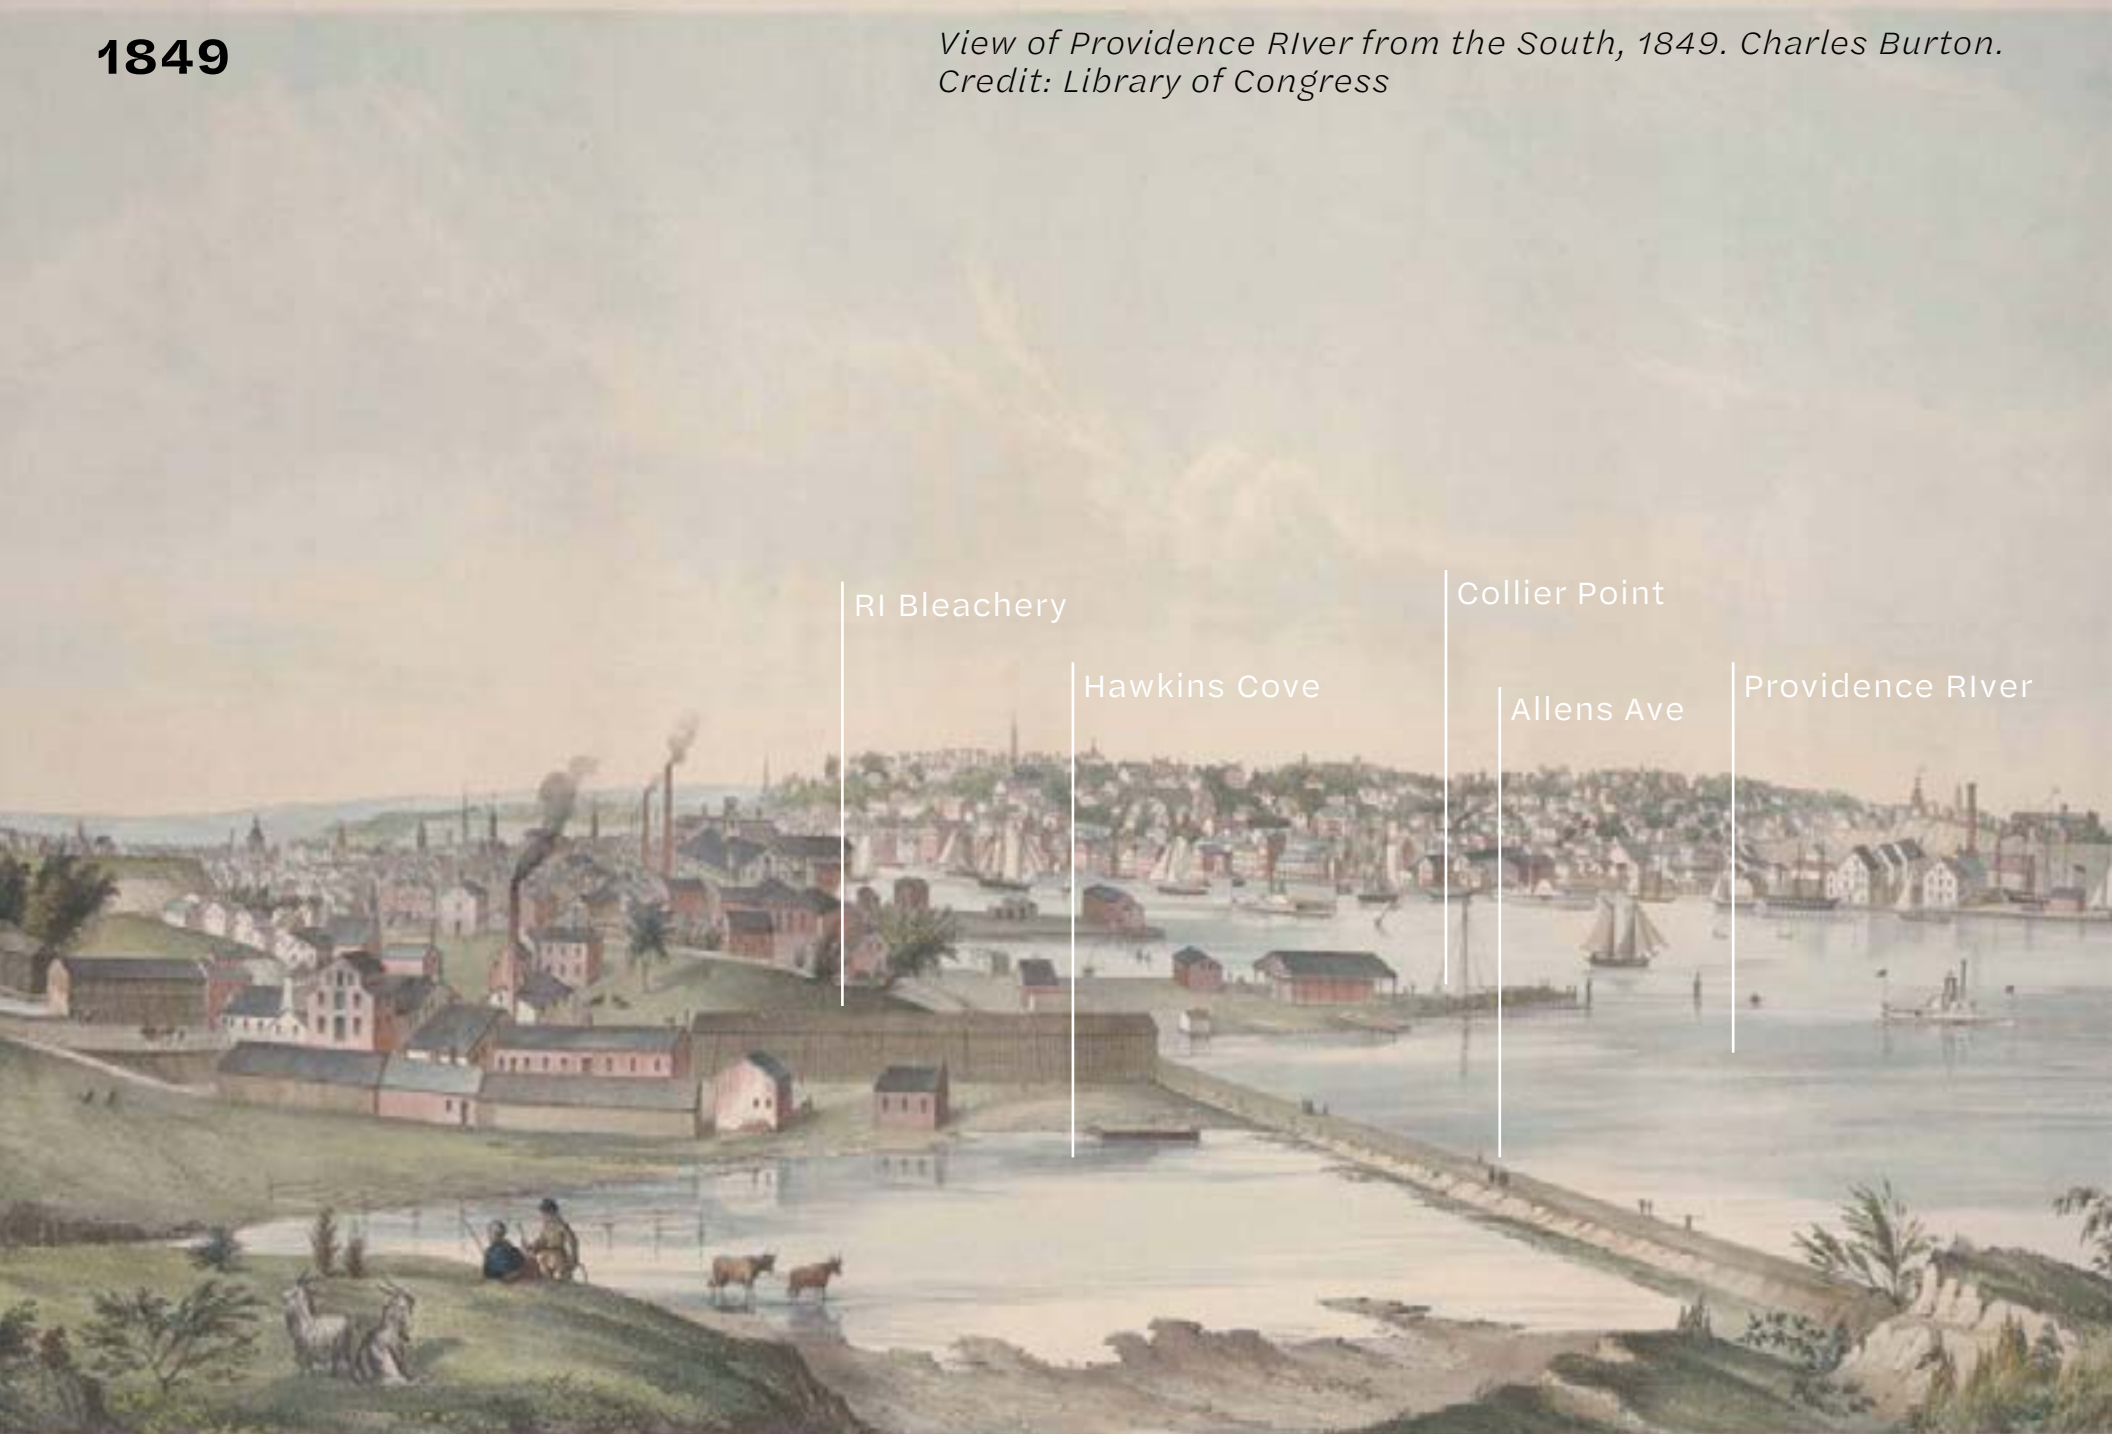 1849
View of Providence RIver from the South, 1849. Charles Burton.
Credit: Library of Congress
RI Bleachery
Collier Point
Hawkins Cove
Allens Ave
Providence RIver